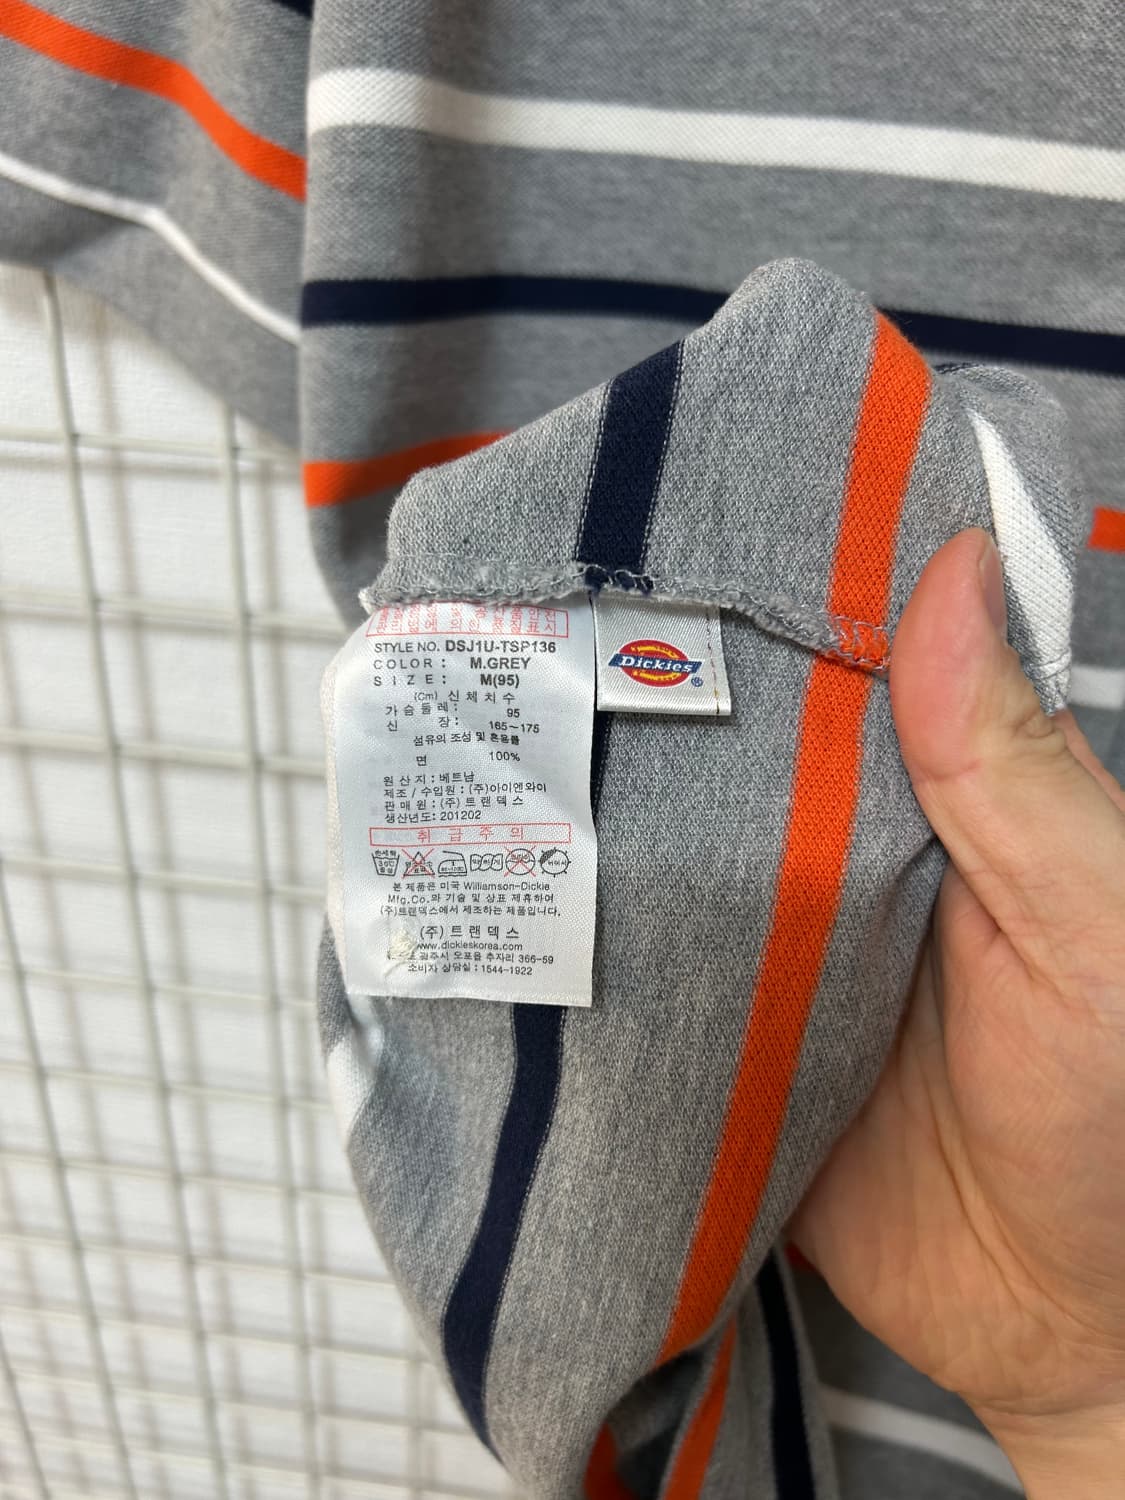 STYLE NO. DSJ1U-TSP136
COLOR : M.GREY
SIZE : M(95)
(Cm) 신체치수
가슴둘레 : 95
신 장 : 165~175
섬유의 조성 및 혼용률
면 100%
원산지 : 베트남
제조 / 수입원 : (주)아이엔와이
판매원 : (주)트랜덱스
생산년도: 201202
취급주의
본 제품은 미국 Williamson-Dickie
Mfg.Co.와 기술 및 상표 제휴하여
(주)트랜덱스에서 제조하는 제품입니다.
(주)트랜덱스
www.dickieskorea.com
광주시 오포읍 추자리 366-59
소비자 상담실 : 1544-1922
Dickies ®